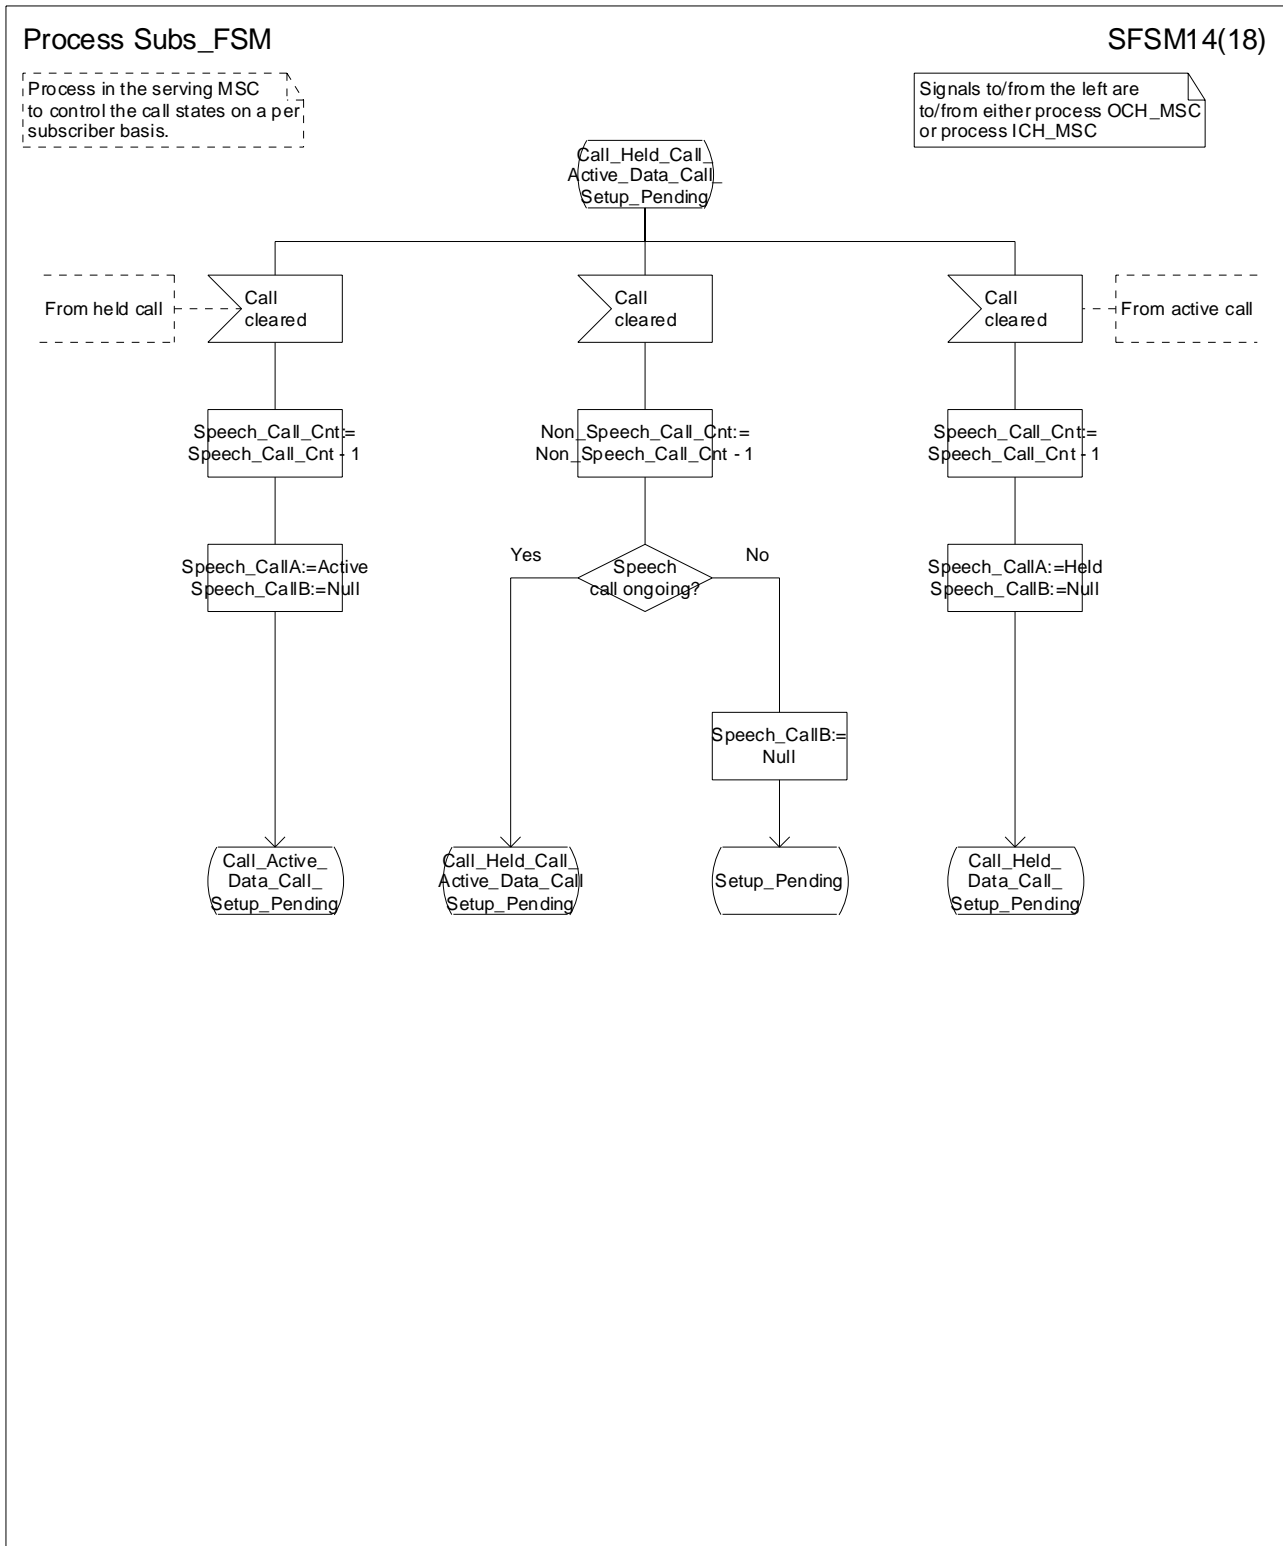 Process Subs_FSM
SFSM14(18)
Process in the serving MSC
to control the call states on a per
subscriber basis.
Signals to/from the left are
to/from either process OCH_MSC
or process ICH_MSC
Call_Held_Call_
Active_Data_Call_
Setup_Pending
From held call
Call
cleared
Call
cleared
Call
cleared
From active call
Speech_Call_Cnt:=
Speech_Call_Cnt - 1
Non_Speech_Call_Cnt:=
Non_Speech_Call_Cnt - 1
Speech_Call_Cnt:=
Speech_Call_Cnt - 1
Speech_CallA:=Active
Speech_CallB:=Null
Yes
Speech
call ongoing?
No
Speech_CallA:=Held
Speech_CallB:=Null
Speech_CallB:=
Null
Call_Active_
Data_Call_
Setup_Pending
Call_Held_Call_
Active_Data_Call
Setup_Pending
Setup_Pending
Call_Held_
Data_Call_
Setup_Pending